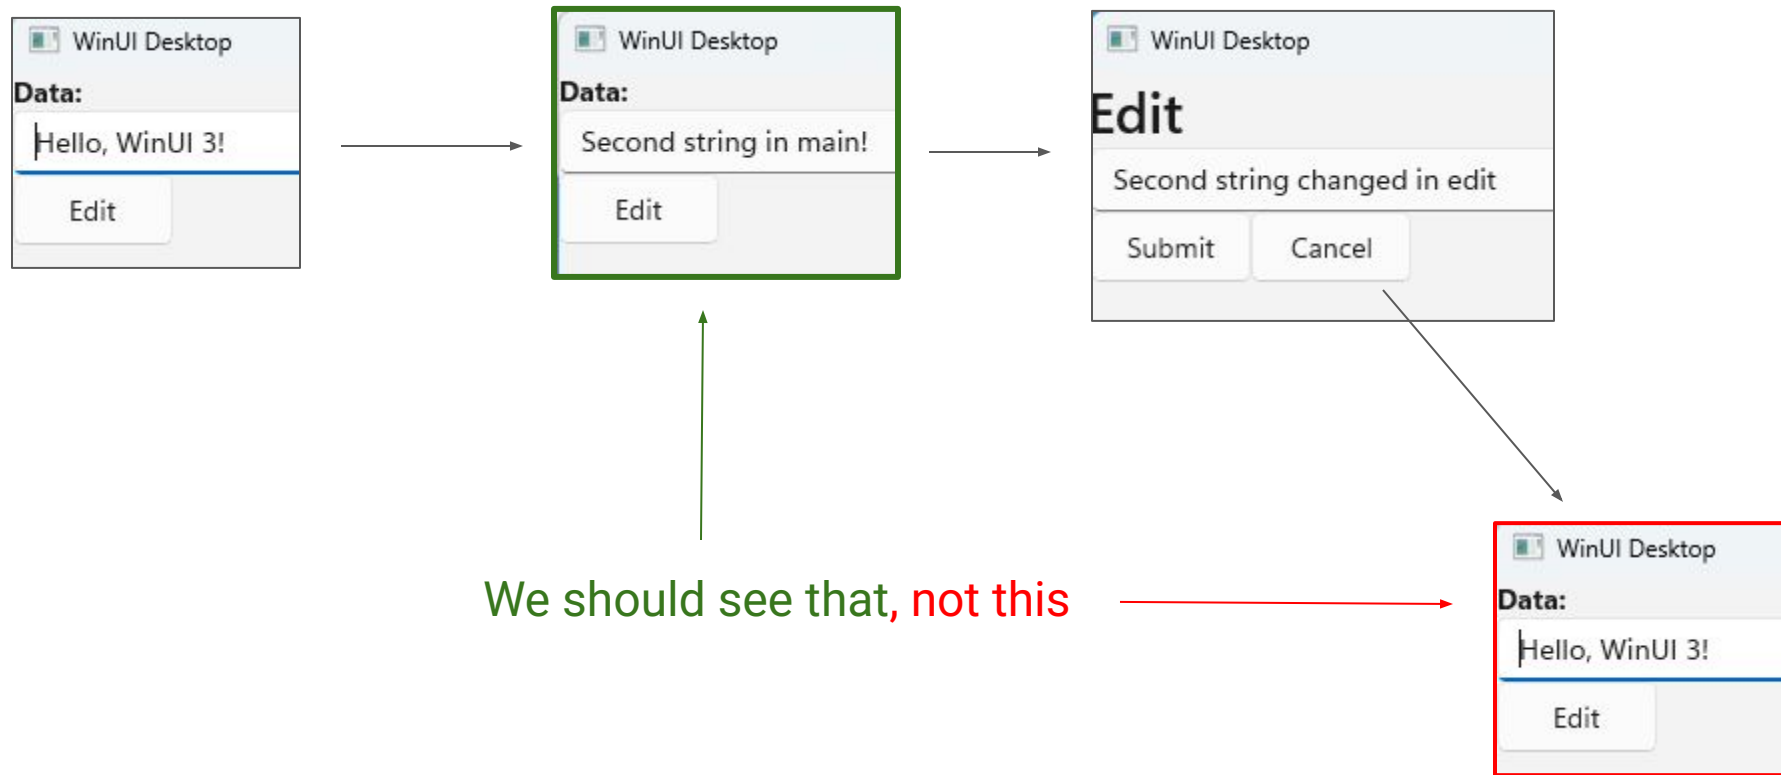 WinUI Desktop
Data:
Hello, WinUI 3!
Edit
WinUI Desktop
Data:
Second string in main!
Edit
WinUI Desktop
Edit
Second string changed in edit
Submit Cancel
We should see that, not this
WinUI Desktop
Data:
Hello, WinUI 3!
Edit